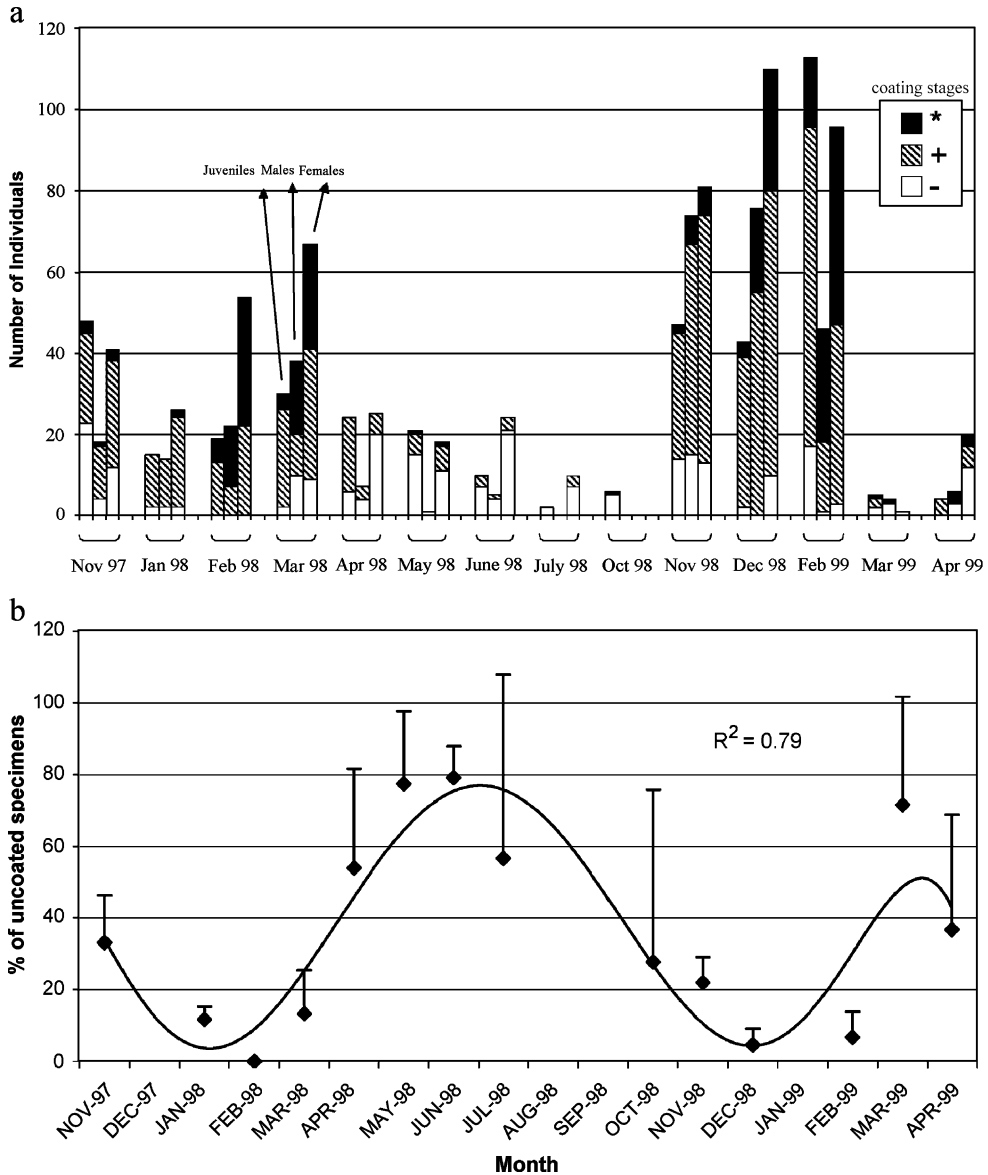 a
120
100
80
60
40
20
0
Number of Individuals
coating stages
*
+
-
Juveniles Males Females
Nov 97 Jan 98 Feb 98 Mar 98 Apr 98 May 98 June 98 July 98 Oct 98 Nov 98 Dec 98 Feb 99 Mar 99 Apr 99
b
120
100
80
60
40
20
0
% of uncoated specimens
R² = 0.79
NOV-97 DEC-97 JAN-98 FEB-98 MAR-98 APR-98 MAY-98 JUN-98 JUL-98 AUG-98 SEP-98 OCT-98 NOV-98 DEC-98 JAN-99 FEB-99 MAR-99 APR-99
Month